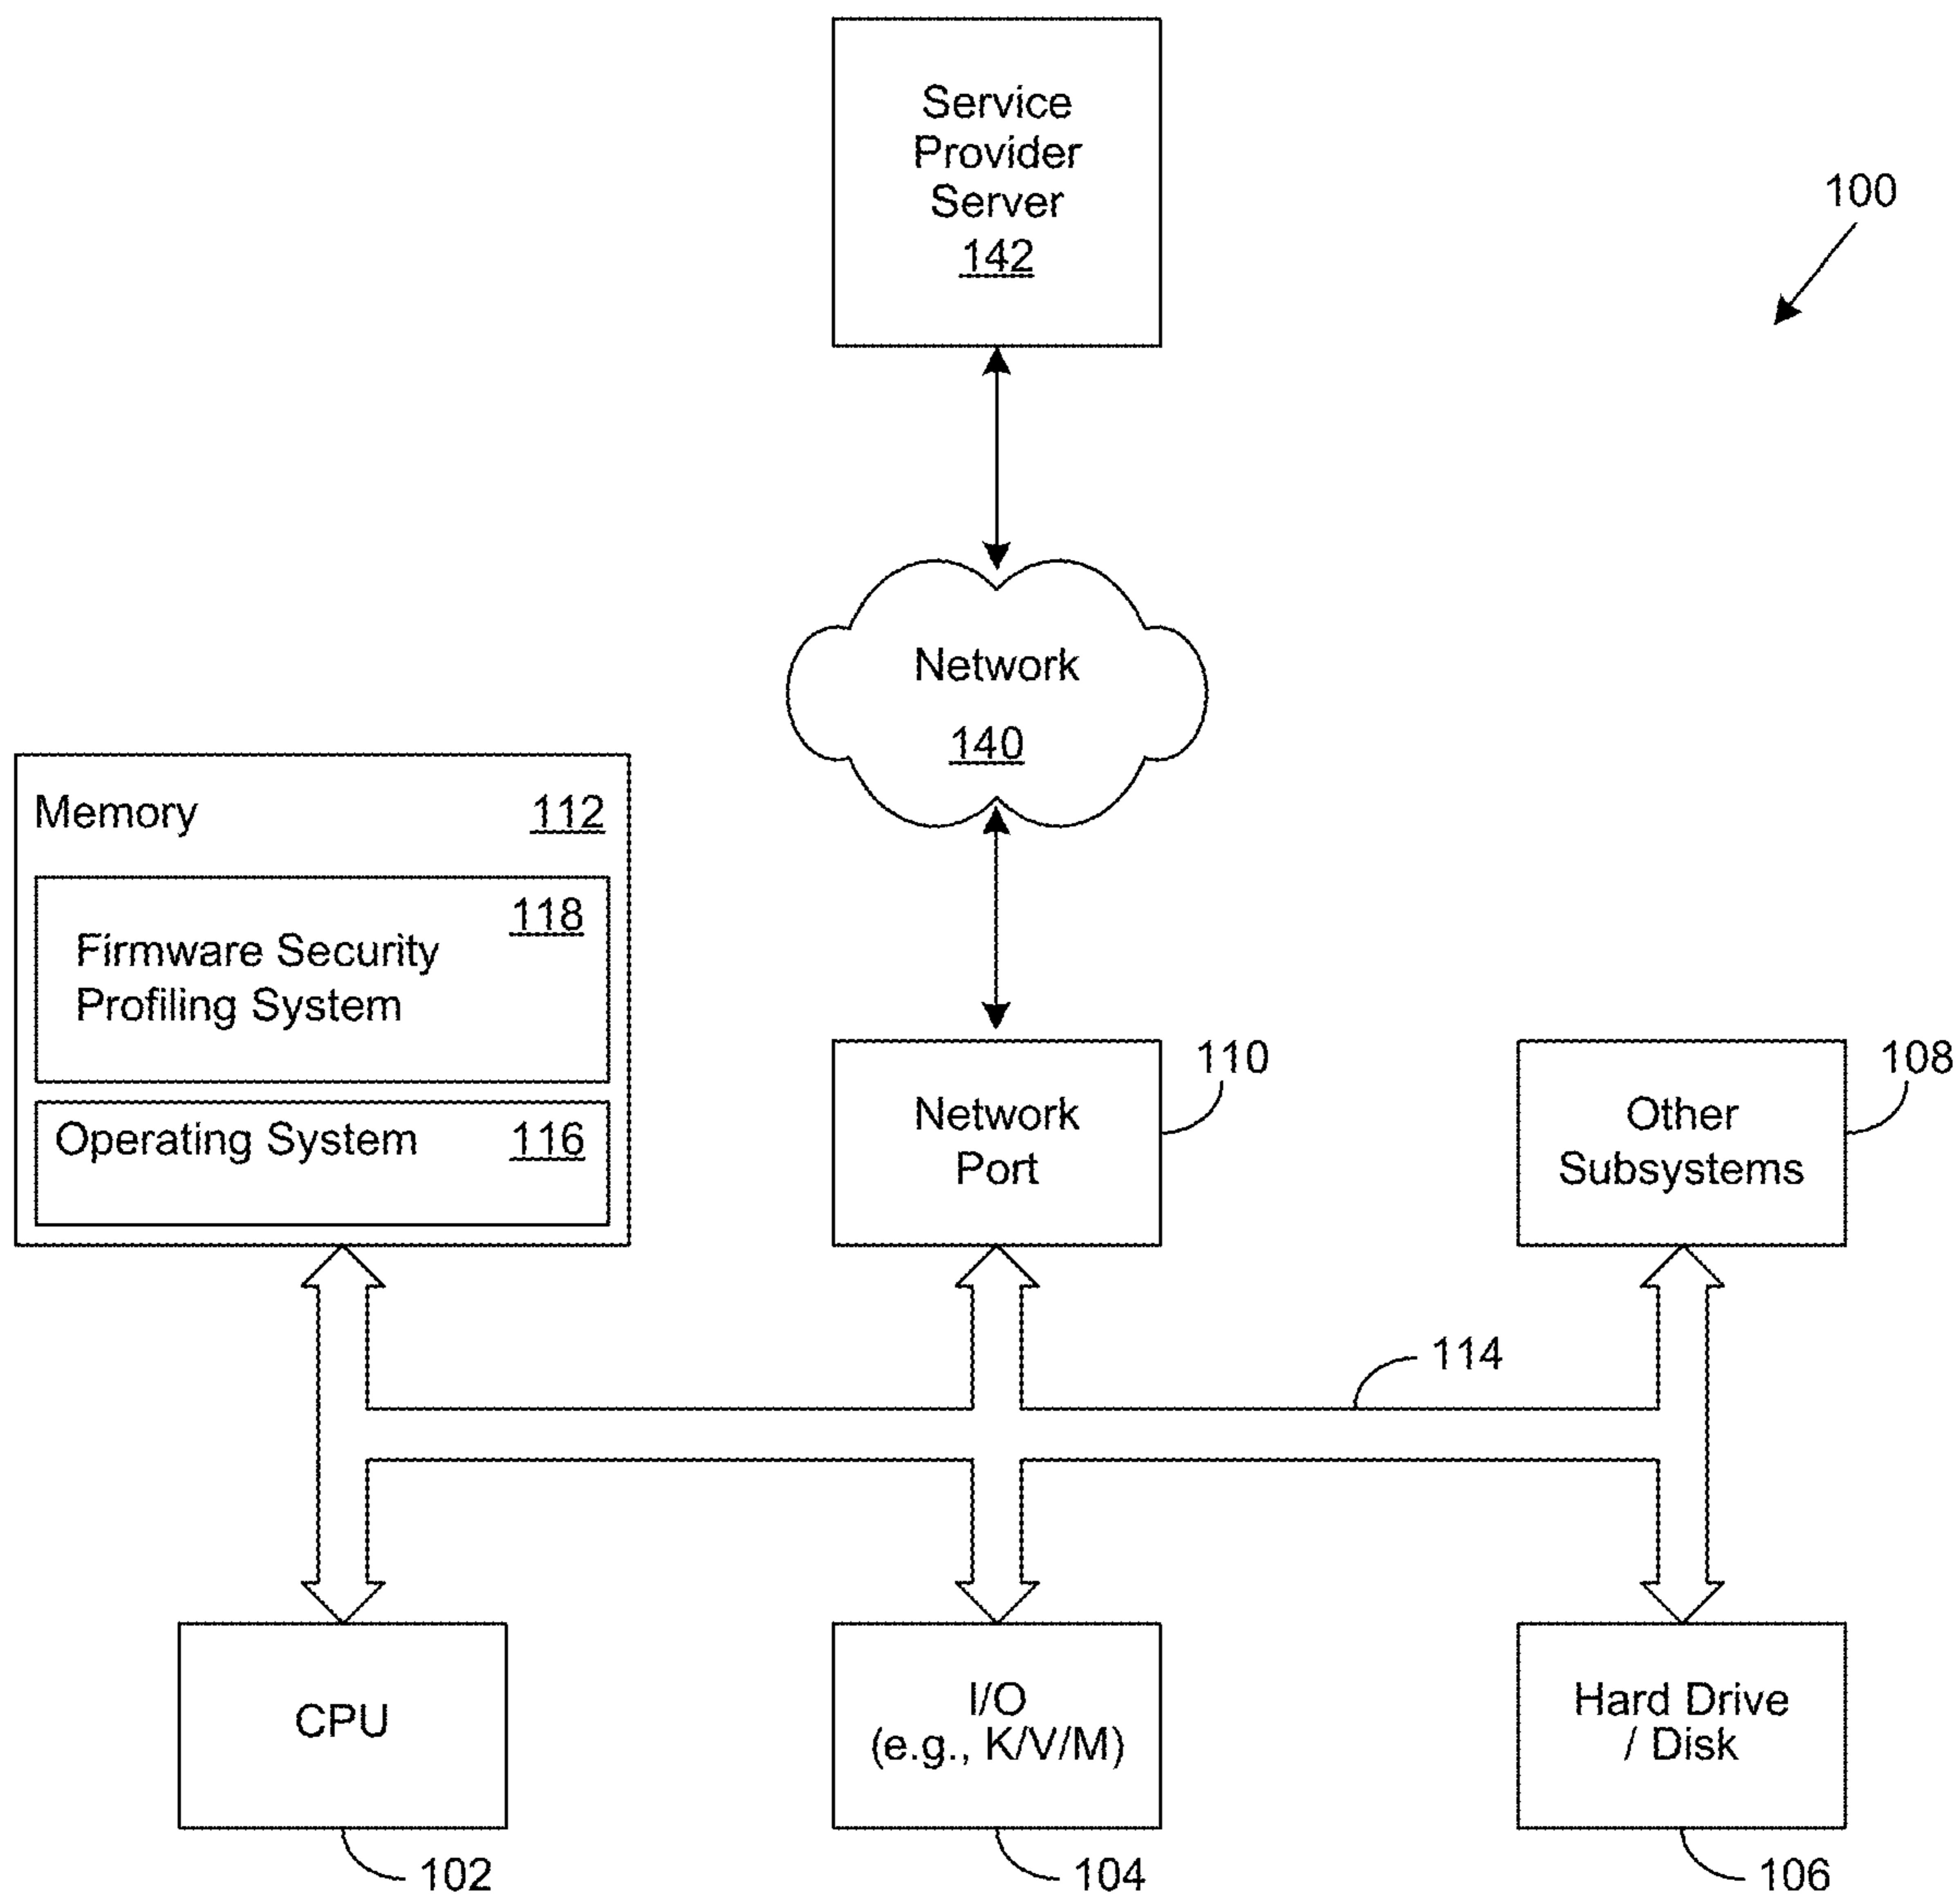 Service
Provider
Server
142
100
Network
140
Memory 112
118
Firmware Security
Profiling System
Operating System 116
Network
Port
110
Other
Subsystems
108
114
CPU
102
I/O
(e.g., K/V/M)
104
Hard Drive
/ Disk
106